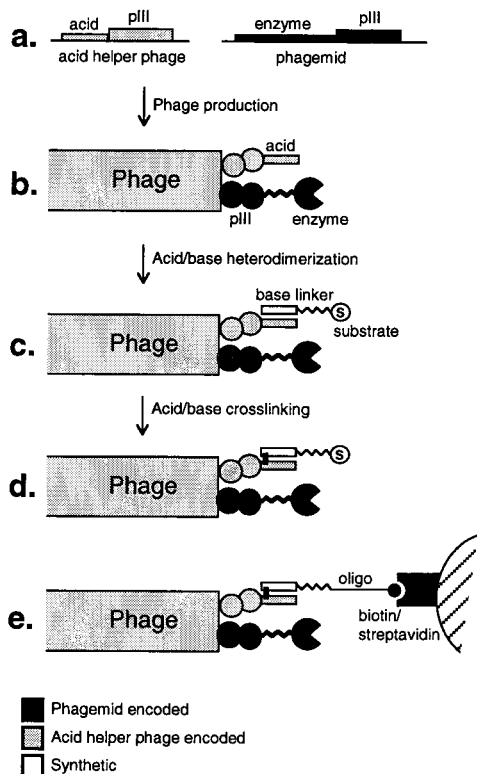 a.
acid
pIII
acid helper phage
enzyme
pIII
phagemid
Phage production
b.
Phage
acid
pIII
enzyme
Acid/base heterodimerization
c.
Phage
base linker
S
substrate
Acid/base crosslinking
d.
Phage
S
e.
Phage
oligo
biotin/
streptavidin
Phagemid encoded
Acid helper phage encoded
Synthetic